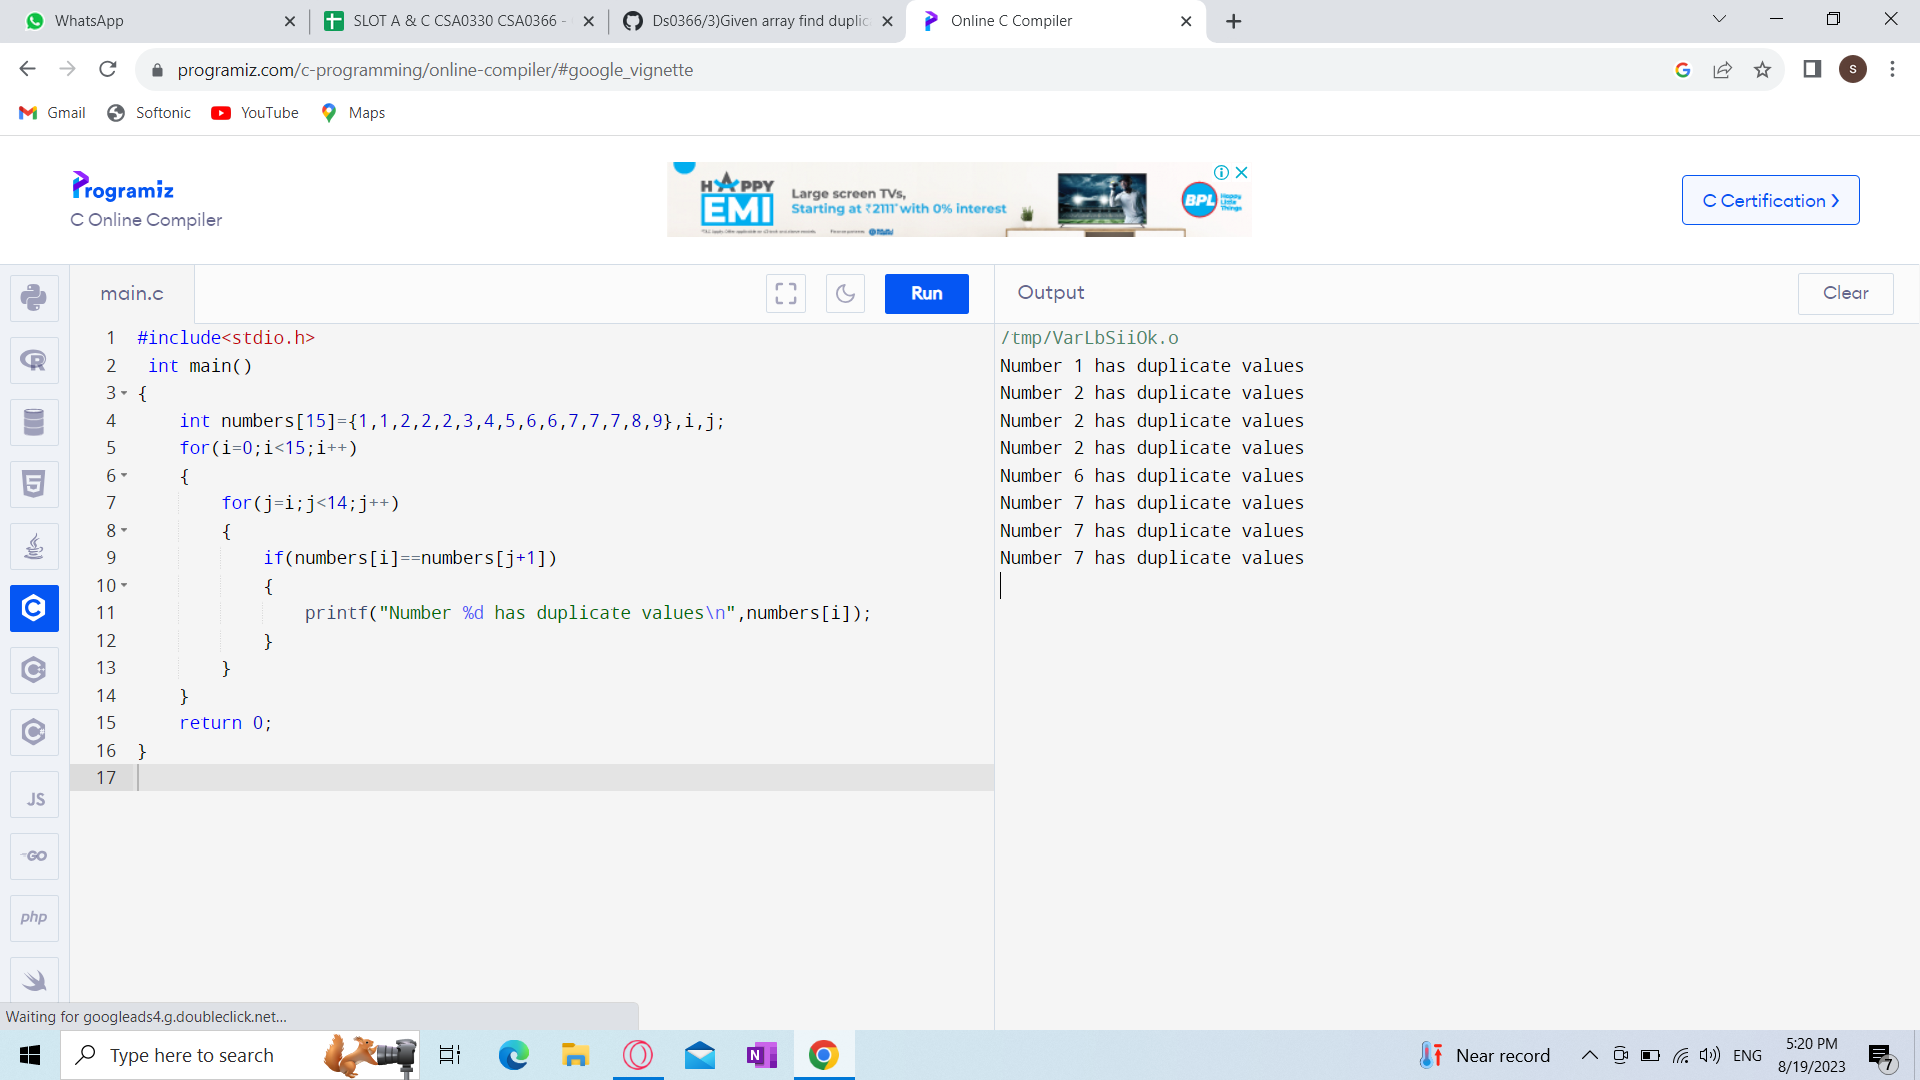 WhatsApp
SLOT A & C CSA0330 CSA0366 -
Ds0366/3)Given array find duplic
Online C Compiler
programiz.com/c-programming/online-compiler/#google_vignette
S
Gmail
Softonic
YouTube
Maps
Programiz
C Online Compiler
HAPPY
EMI
Large screen TVs,
Starting at ₹2111* with 0% interest
BPL
Happy
Little
Things
C Certification ❯
main.c
Run
Output
Clear
1 #include<stdio.h>
2 int main()
3 {
4 int numbers[15]={1,1,2,2,2,3,4,5,6,6,7,7,7,8,9},i,j;
5 for(i=0;i<15;i++)
6 {
7 for(j=i;j<14;j++)
8 {
9 if(numbers[i]==numbers[j+1])
10 {
11 printf("Number %d has duplicate values\n",numbers[i]);
12 }
13 }
14 }
15 return 0;
16 }
17
/tmp/VarLbSiiOk.o
Number 1 has duplicate values
Number 2 has duplicate values
Number 2 has duplicate values
Number 2 has duplicate values
Number 6 has duplicate values
Number 7 has duplicate values
Number 7 has duplicate values
Number 7 has duplicate values
JS
GO
php
Waiting for googleads4.g.doubleclick.net...
Type here to search
Near record
ENG
5:20 PM
8/19/2023
7